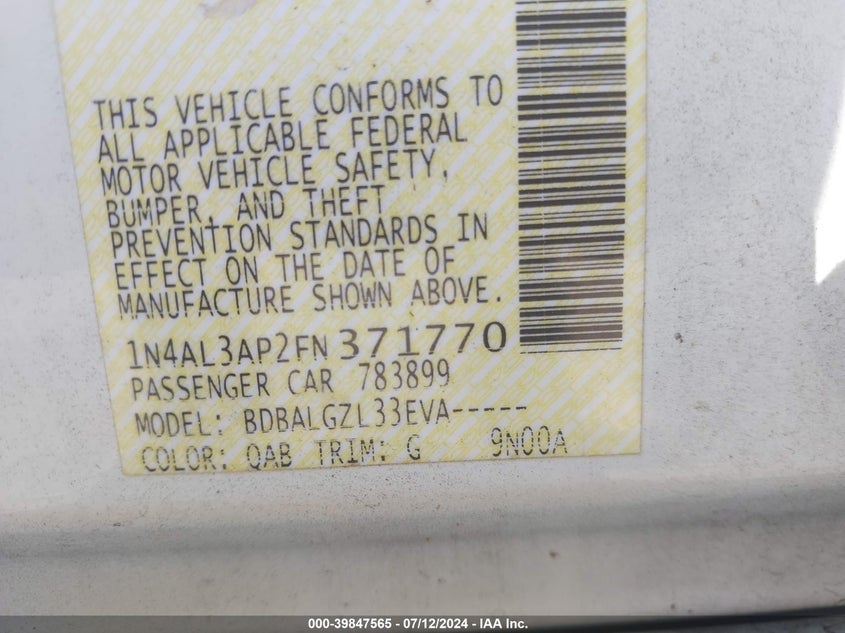 THIS VEHICLE CONFORMS TO
ALL APPLICABLE FEDERAL
MOTOR VEHICLE SAFETY,
BUMPER, AND THEFT
PREVENTION STANDARDS IN
EFFECT ON THE DATE OF
MANUFACTURE SHOWN ABOVE.
1N4AL3AP2FN371770
PASSENGER CAR 783899
MODEL: BDBALGZL33EVA-----
COLOR: QAB TRIM: G 9N00A
000-39847565 - 07/12/2024 - IAA Inc.